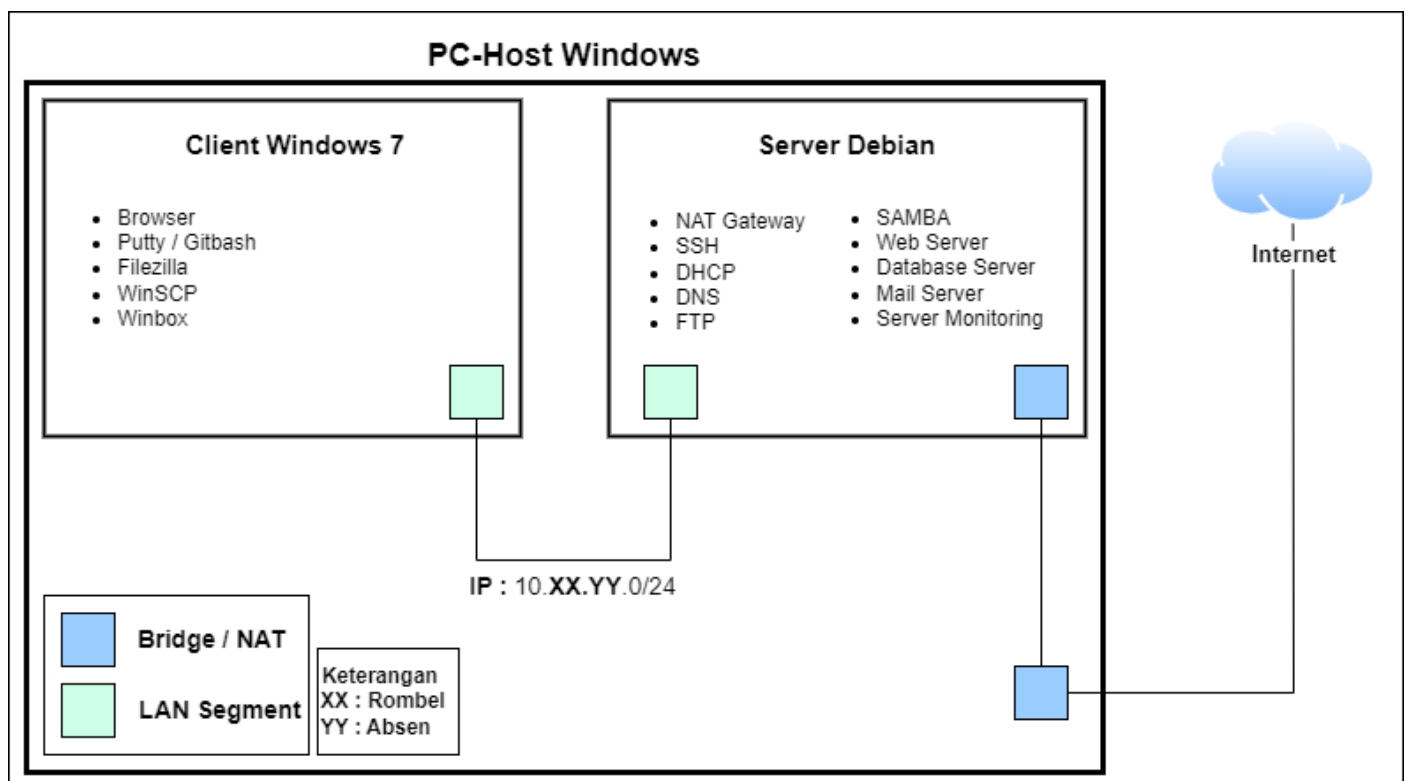 PC-Host Windows
Client Windows 7
Browser
Putty / Gitbash
Filezilla
WinSCP
Winbox
Server Debian
NAT Gateway
SSH
DHCP
DNS
FTP
SAMBA
Web Server
Database Server
Mail Server
Server Monitoring
Internet
IP : 10.XX.YY.0/24
Bridge / NAT
LAN Segment
Keterangan
XX : Rombel
YY : Absen